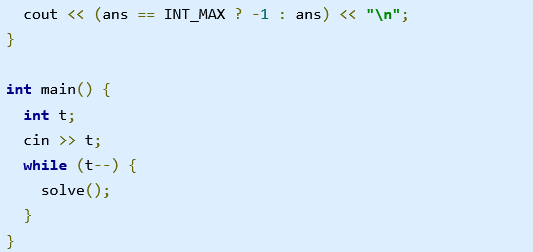 cout << (ans == INT_MAX ? -1 : ans) << "\n";
}
int main() {
int t;
cin >> t;
while (t--) {
solve();
}
}